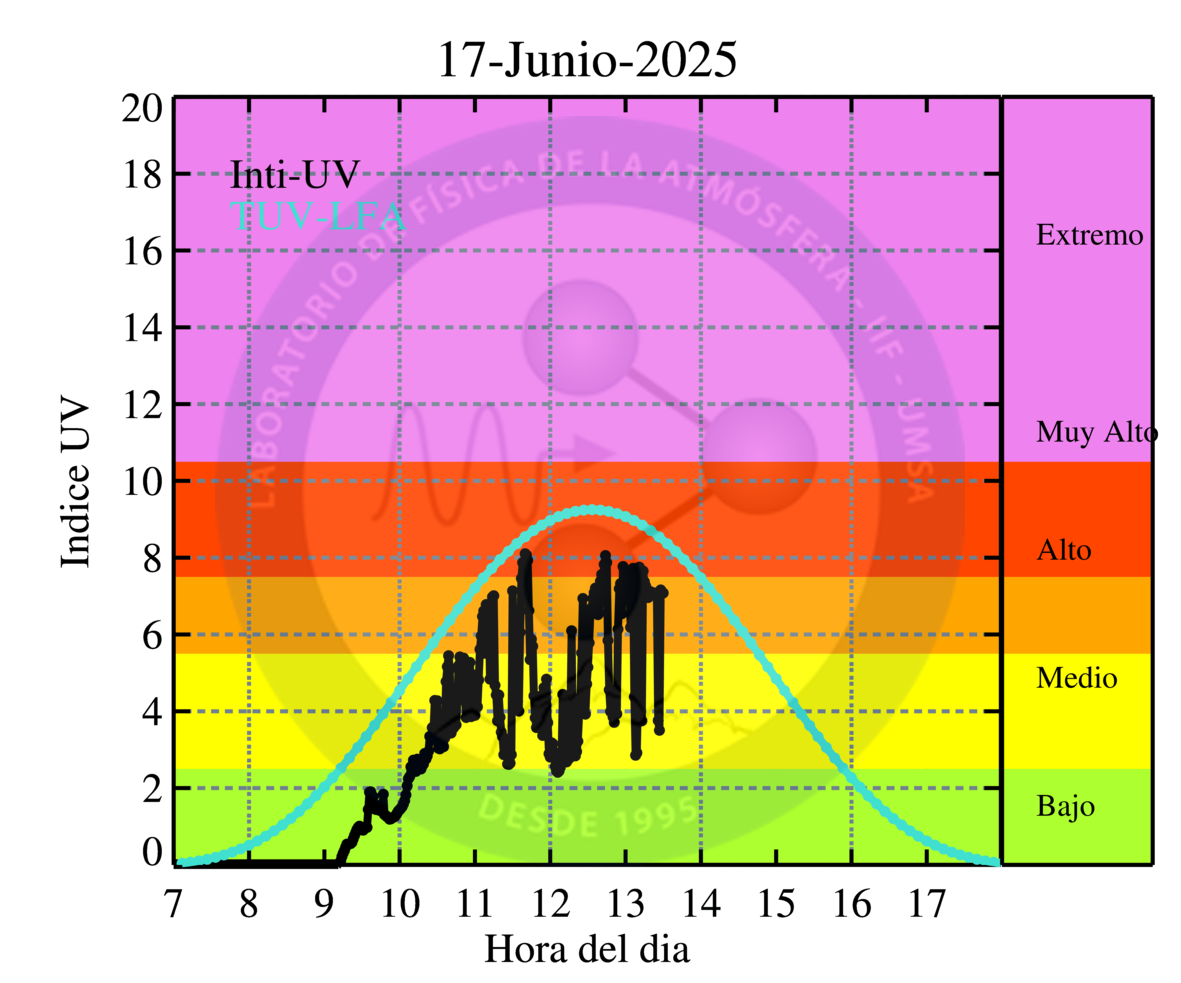 17-Junio-2025
Indice UV
20
18
16
14
12
10
8
6
4
2
0
Inti-UV
TUV-LFA
LABORATORIO DE FÍSICA DE LA ATMÓSFERA - IIF - UMSA
DESDE 1995
Extremo
Muy Alto
Alto
Medio
Bajo
7 8 9 10 11 12 13 14 15 16 17
Hora del dia